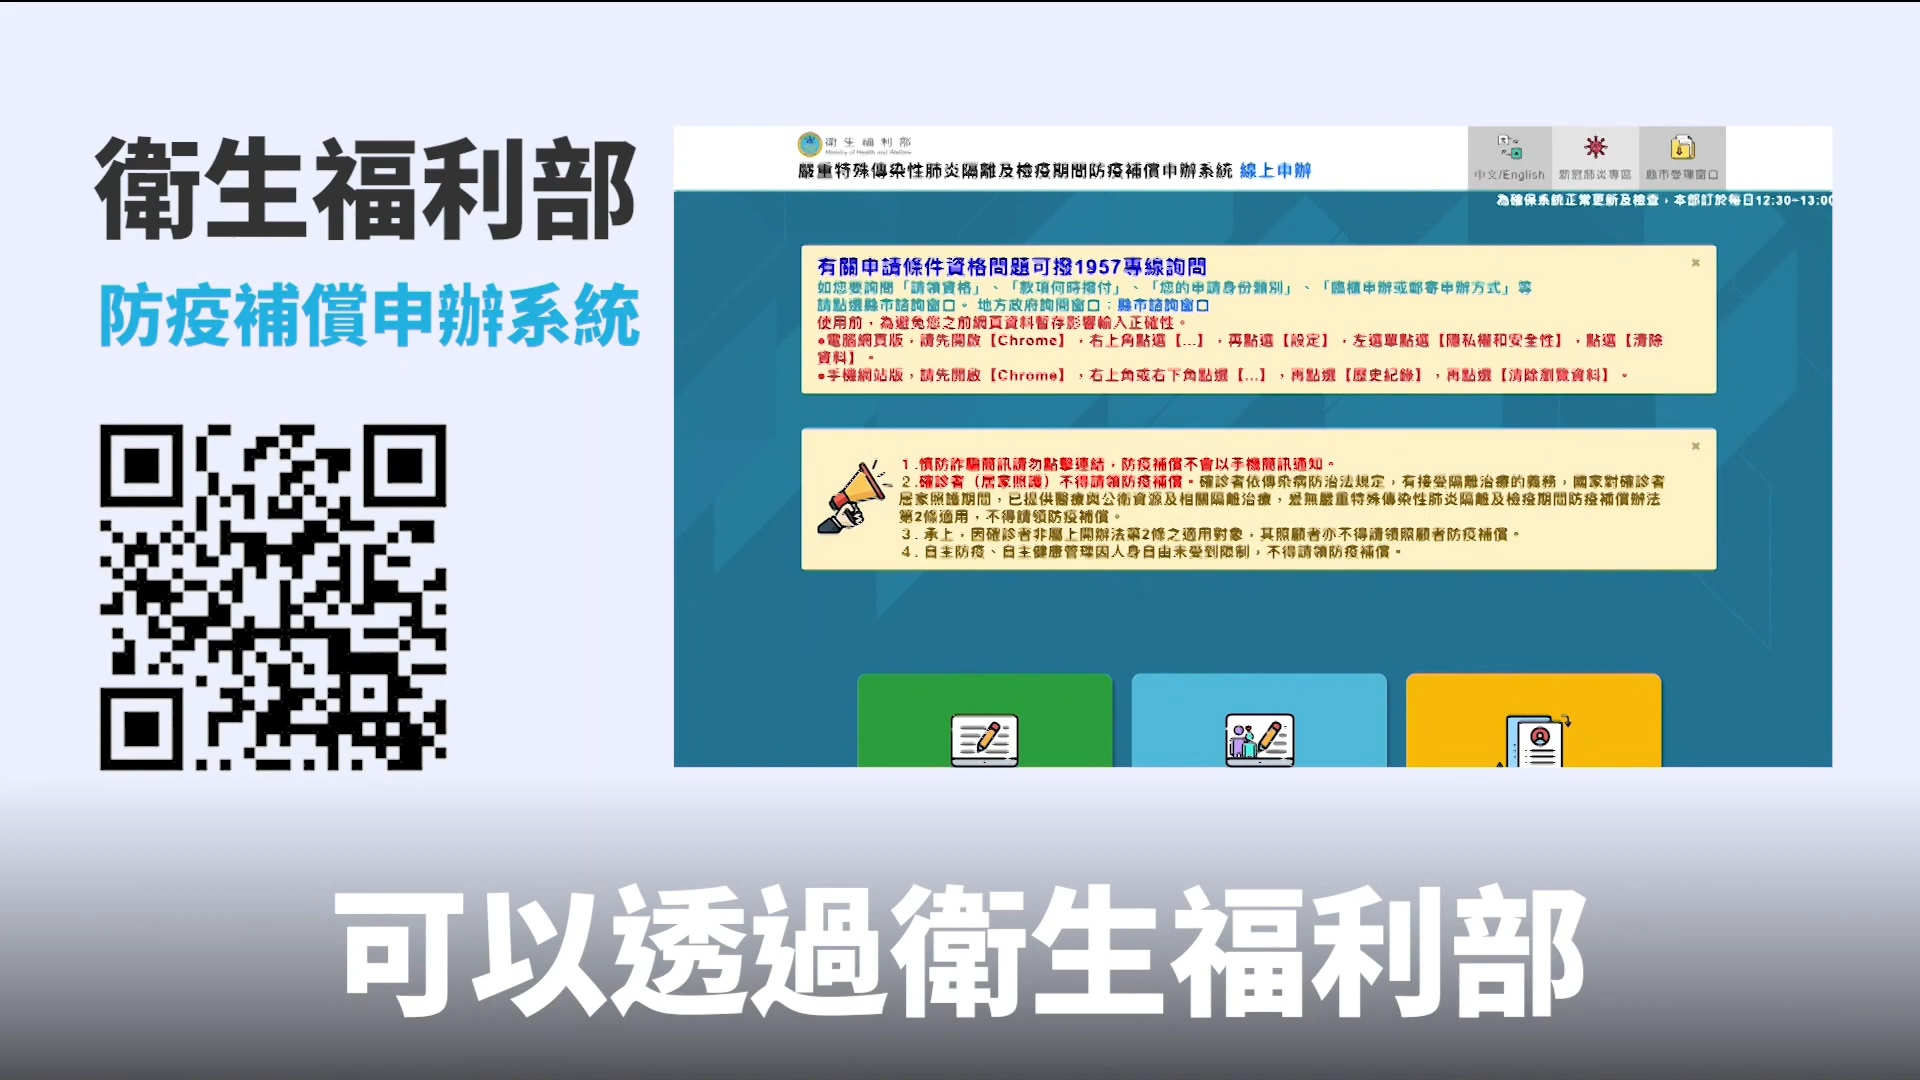 衛生福利部
防疫補償申辦系統
衛生福利部
Ministry of Health and Welfare
嚴重特殊傳染性肺炎隔離及檢疫期間防疫補償申辦系統 線上申辦
中文/English
新冠肺炎專區
縣市受理窗口
為確保系統正常更新及檢查，本部訂於每日12:30~13:00
有關申請條件資格問題可撥1957專線詢問
如您要詢問「請領資格」、「款項何時撥付」、「您的申請身份類別」、「臨櫃申辦或郵寄申辦方式」等
請點選縣市諮詢窗口。 地方政府詢問窗口：縣市諮詢窗口
使用前，為避免您之前網頁資料暫存影響輸入正確性。
●電腦網頁版，請先開啟【Chrome】，右上角點選【...】，再點選【設定】，左選單點選【隱私權和安全性】，點選【清除
資料】。
●手機網站版，請先開啟【Chrome】，右上角或右下角點選【...】，再點選【歷史紀錄】，再點選【清除瀏覽資料】。
1.慎防詐騙簡訊請勿點擊連結，防疫補償不會以手機簡訊通知。
2.確診者（居家照護）不得請領防疫補償。確診者依傳染病防治法規定，有接受隔離治療的義務，國家對確診者
居家照護期間，已提供醫療與公衛資源及相關隔離治療，爰無嚴重特殊傳染性肺炎隔離及檢疫期間防疫補償辦法
第2條適用，不得請領防疫補償。
3. 承上，因確診者非屬上開辦法第2條之適用對象，其照顧者亦不得請領照顧者防疫補償。
4. 自主防疫、自主健康管理因人身自由未受到限制，不得請領防疫補償。
可以透過衛生福利部